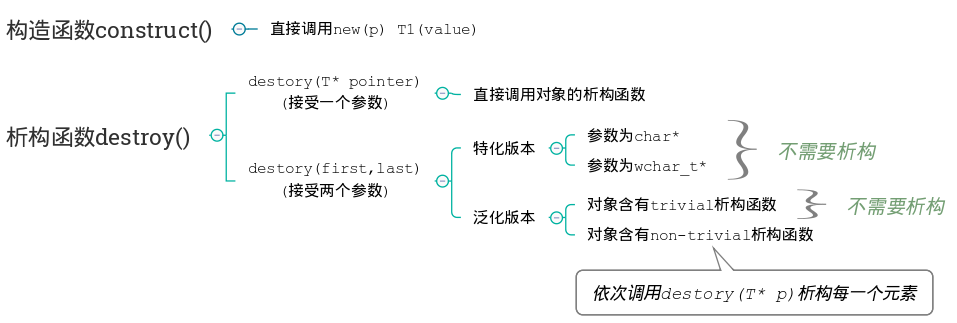 构造函数construct()
直接调用new(p) T1(value)
析构函数destroy()
destory(T* pointer)
(接受一个参数)
直接调用对象的析构函数
destory(first,last)
(接受两个参数)
特化版本
参数为char*
参数为wchar_t*
不需要析构
泛化版本
对象含有trivial析构函数
不需要析构
对象含有non-trivial析构函数
依次调用destory(T* p)析构每一个元素